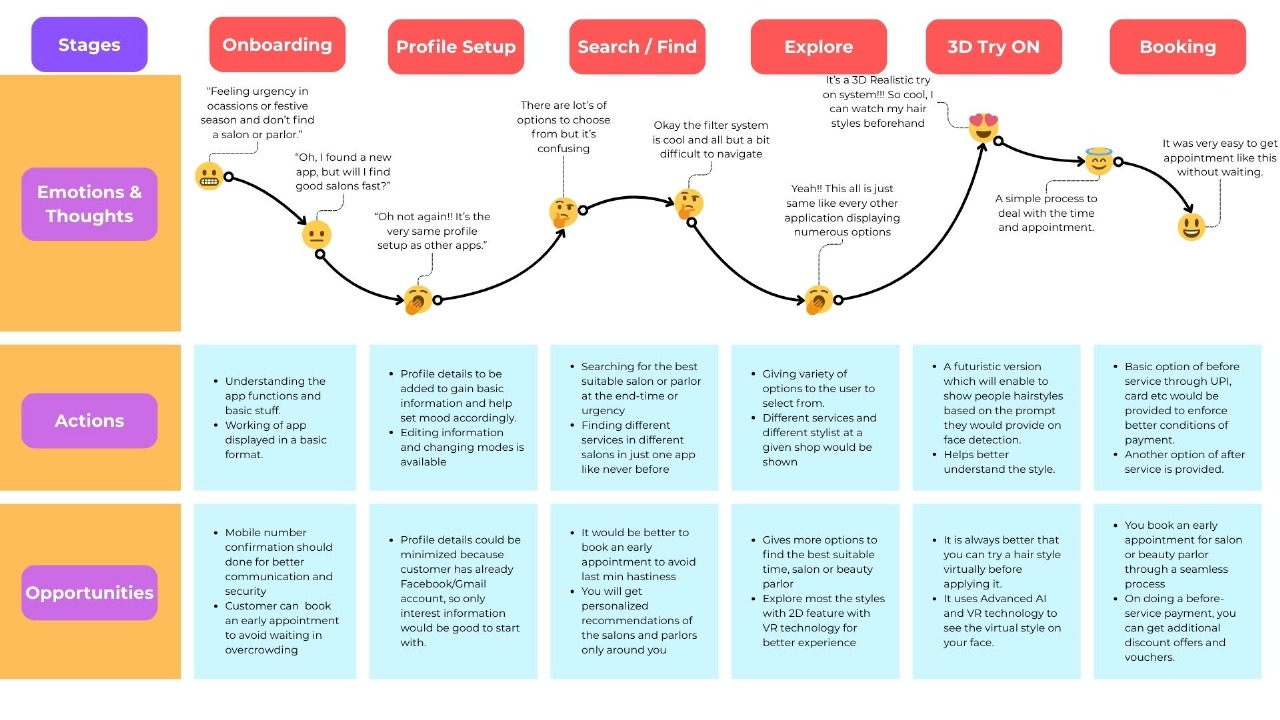 Stages
Onboarding
Profile Setup
Search / Find
Explore
3D Try ON
Booking
Emotions &
Thoughts
"Feeling urgency in
ocassions or festive
season and don't find
a salon or parlor."
"Oh, I found a new
app, but will I find
good salons fast?"
"Oh not again!! It's the
very same profile
setup as other apps."
There are lot's of
options to choose
from but it's
confusing
Okay the filter system
is cool and all but a bit
difficult to navigate
Yeah!! This all is just
same like every other
application displaying
numerous options
It's a 3D Realistic try
on system!!! So cool, I
can watch my hair
styles beforehand
A simple process to
deal with the time
and appointment.
It was very easy to get
appointment like this
without waiting.
Actions
• Understanding the
app functions and
basic stuff.
• Working of app
displayed in a basic
format.
• Profile details to be
added to gain basic
information and help
set mood accordingly.
• Editing information
and changing modes is
available
• Searching for the best
suitable salon or parlor
at the end-time or
urgency
• Finding different
services in different
salons in just one app
like never before
• Giving variety of
options to the user to
select from.
• Different services and
different stylist at a
given shop would be
shown
• A futuristic version
which will enable to
show people hairstyles
based on the prompt
they would provide on
face detection.
• Helps better
understand the style.
• Basic option of before
service through UPI,
card etc would be
provided to enforce
better conditions of
payment.
• Another option of after
service is provided.
Opportunities
• Mobile number
confirmation should
done for better
communication and
security
• Customer can book
an early appointment
to avoid waiting in
overcrowding
• Profile details could be
minimized because
customer has already
Facebook/Gmail
account, so only
interest information
would be good to start
with.
• It would be better to
book an early
appointment to avoid
last min hastiness
• You will get
personalized
recommendations of
the salons and parlors
only around you
• Gives more options to
find the best suitable
time, salon or beauty
parlor
• Explore most the styles
with 2D feature with
VR technology for
better experience
• It is always better that
you can try a hair style
virtually before
applying it.
• It uses Advanced AI
and VR technology to
see the virtual style on
your face.
• You book an early
appointment for salon
or beauty parlor
through a seamless
process
• On doing a before-
service payment, you
can get additional
discount offers and
vouchers.